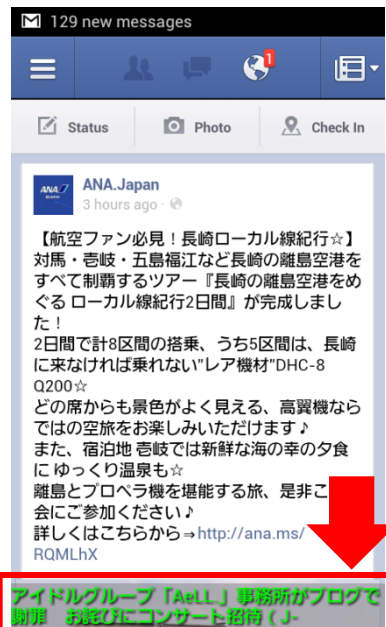 129 new messages
1
Status
Photo
Check In
ANA
ANA.Japan
3 hours ago
【航空ファン必見！長崎ローカル線紀行☆】
対馬・壱岐・五島福江など長崎の離島空港を
すべて制覇するツアー『長崎の離島空港をめ
ぐる ローカル線紀行2日間』が完成しまし
た！
2日間で計8区間の搭乗、うち5区間は、長崎
に来なければ乗れない"レア機材"DHC-8
Q200☆
どの席からも景色がよく見える、高翼機なら
ではの空旅をお楽しみいただけます♪
また、宿泊地 壱岐では新鮮な海の幸の夕食
に ゆっくり温泉も☆
離島とプロペラ機を堪能する旅、是非こ
会にご参加ください♪
詳しくはこちらから⇒http://ana.ms/
RQMLhX
アイドルグループ「AeLL.」事務所がブログで
謝罪 お詫びにコンサート招待 ( J-